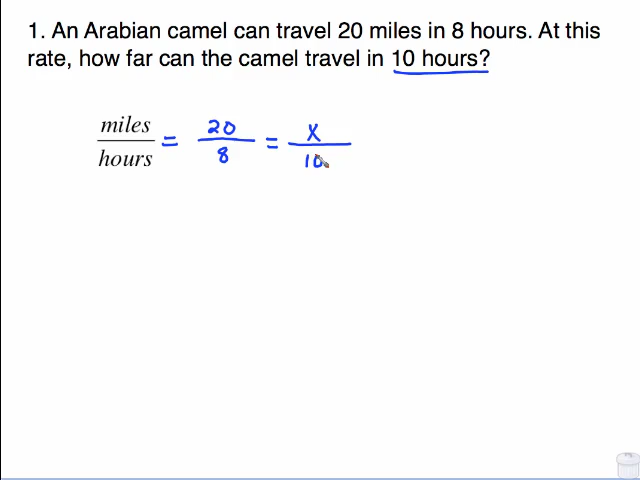 1. An Arabian camel can travel 20 miles in 8 hours. At this
rate, how far can the camel travel in 10 hours?
miles/hours = 20/8 = x/10